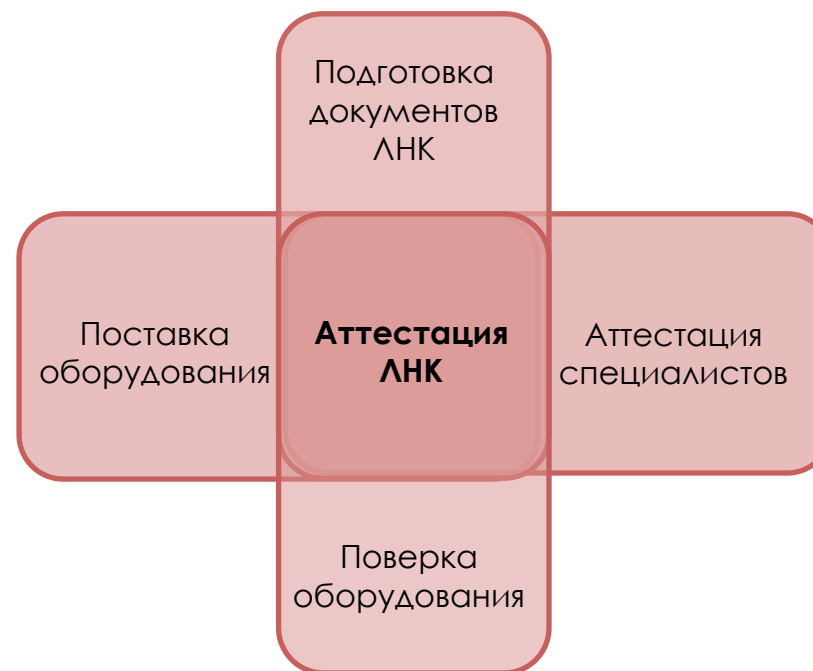 Подготовка
документов
ЛНК
Поставка
оборудования
Аттестация
ЛНК
Аттестация
специалистов
Поверка
оборудования